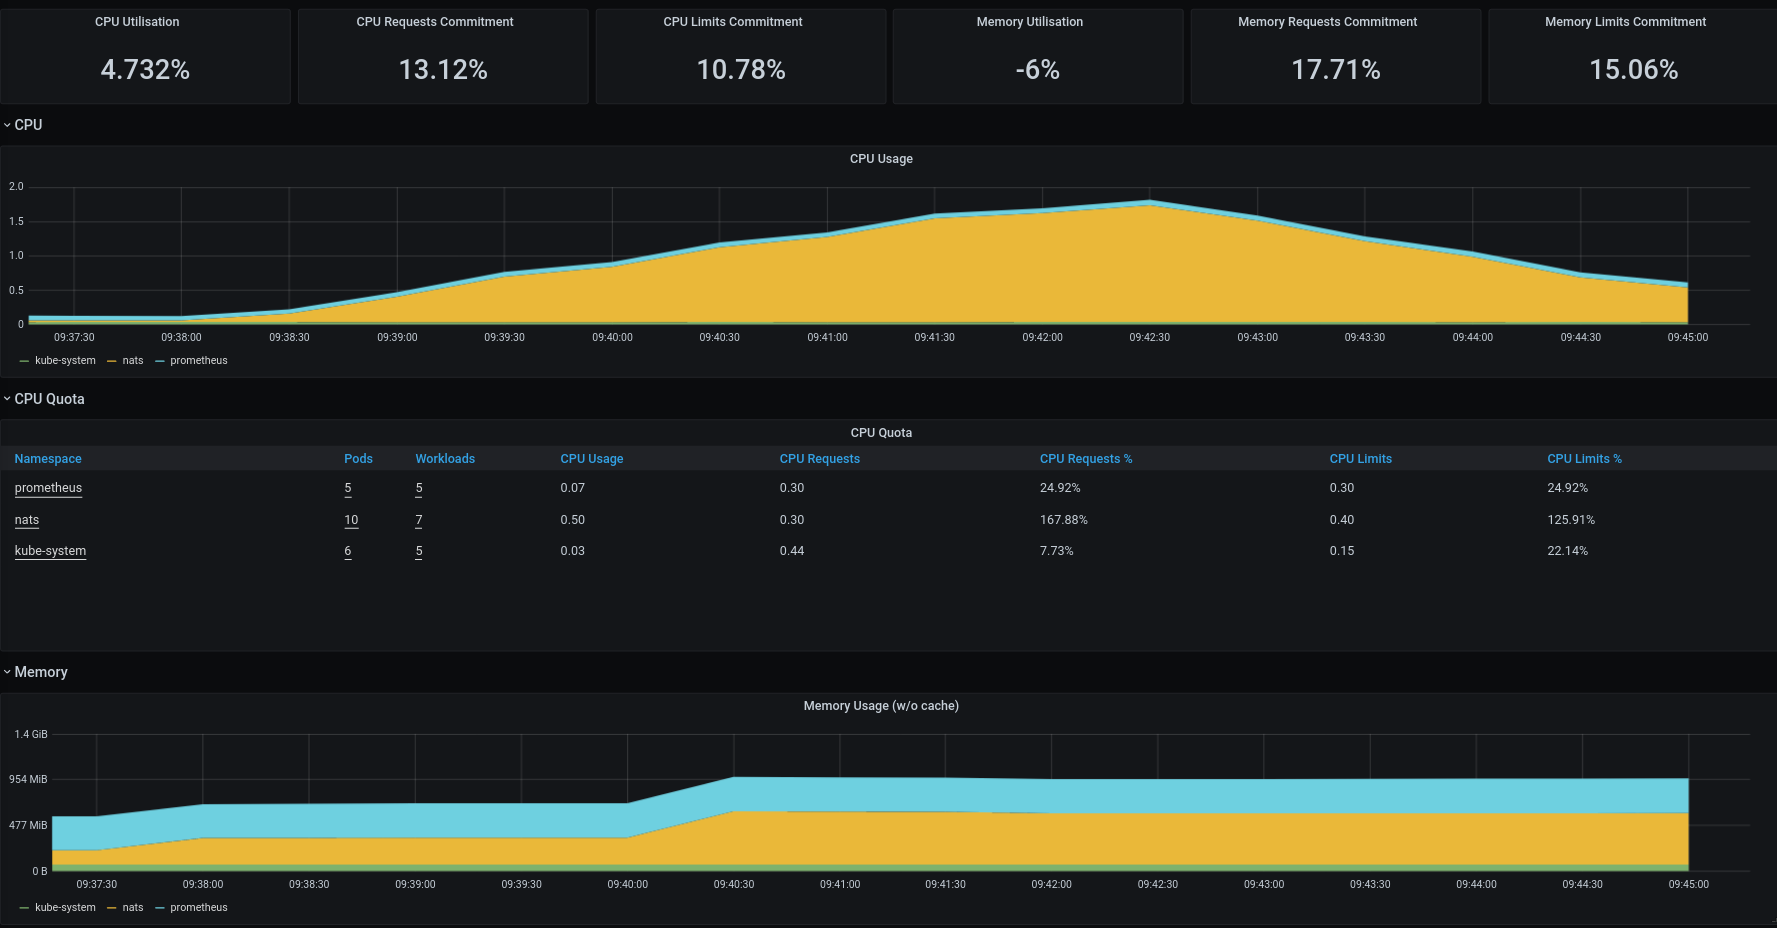 CPU Utilisation CPU Requests Commitment CPU Limits Commitment Memory Utilisation Memory Requests Commitment Memory Limits Commitment
4.732% 13.12% 10.78% -6% 17.71% 15.06%
CPU
CPU Usage
2.0
1.5
1.0
0.5
0
09:37:30 09:38:00 09:38:30 09:39:00 09:39:30 09:40:00 09:40:30 09:41:00 09:41:30 09:42:00 09:42:30 09:43:00 09:43:30 09:44:00 09:44:30 09:45:00
kube-system nats prometheus
CPU Quota
CPU Quota
Namespace Pods Workloads CPU Usage CPU Requests CPU Requests % CPU Limits CPU Limits %
prometheus 5 5 0.07 0.30 24.92% 0.30 24.92%
nats 10 7 0.50 0.30 167.88% 0.40 125.91%
kube-system 6 5 0.03 0.44 7.73% 0.15 22.14%
Memory
Memory Usage (w/o cache)
1.4 GiB
954 MiB
477 MiB
0 B
09:37:30 09:38:00 09:38:30 09:39:00 09:39:30 09:40:00 09:40:30 09:41:00 09:41:30 09:42:00 09:42:30 09:43:00 09:43:30 09:44:00 09:44:30 09:45:00
kube-system nats prometheus